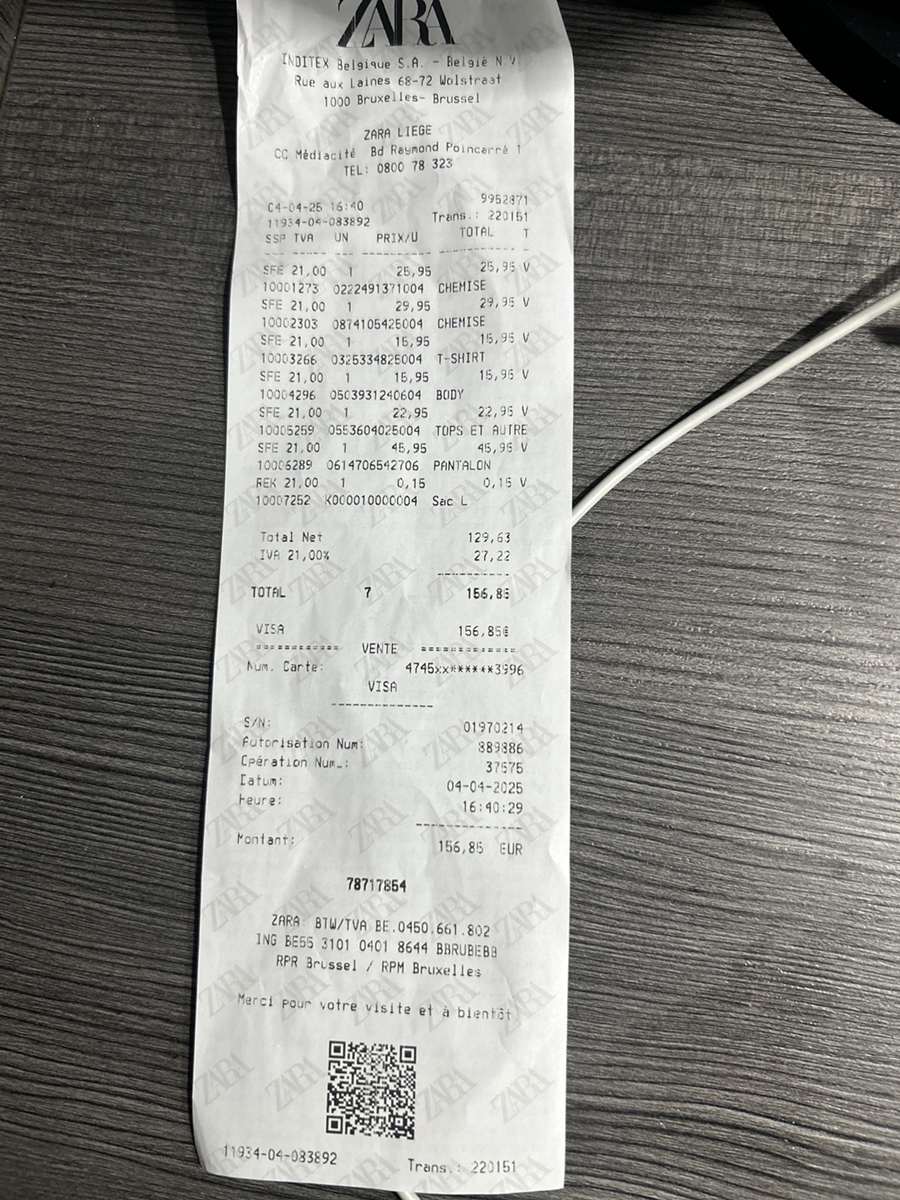 ZARA
INDITEX Belgique S.A. - België N.V.
Rue aux Laines 68-72 Wolstraat
1000 Bruxelles- Brussel
ZARA LIEGE
CC Médiacité Bd Raymond Poincarré 1
TEL: 0800 78 323
04-04-25 16:40 9952871
11934-04-083892 Trans.: 220151
SSP TVA UN PRIX/U TOTAL T
SFE 21,00 1 25,95 25,95 V
10001273 0222491371004 CHEMISE
SFE 21,00 1 29,95 29,95 V
10002303 0874105425004 CHEMISE
SFE 21,00 1 15,95 15,95 V
10003266 0325334825004 T-SHIRT
SFE 21,00 1 15,95 15,95 V
10004296 0503931240604 BODY
SFE 21,00 1 22,95 22,95 V
10005259 0553604025004 TOPS ET AUTRE
SFE 21,00 1 45,95 45,95 V
10006289 0614706542706 PANTALON
REK 21,00 1 0,15 0,15 V
10007252 K000010000004 Sac L
Total Net 129,63
IVA 21,00% 27,22
TOTAL 7 156,85
VISA 156,85€
============ VENTE =============
Num. Carte: 4745xx******3996
VISA
S/N: 01970214
Autorisation Num: 889886
Opération Num.: 37575
Datum: 04-04-2025
Heure: 16:40:29
Montant: 156,85 EUR
78717854
ZARA: BTW/TVA BE.0450.661.802
ING BE55 3101 0401 8644 BBRUBEBB
RPR Brussel / RPM Bruxelles
Merci pour votre visite et à bientôt
11934-04-083892 Trans.: 220151